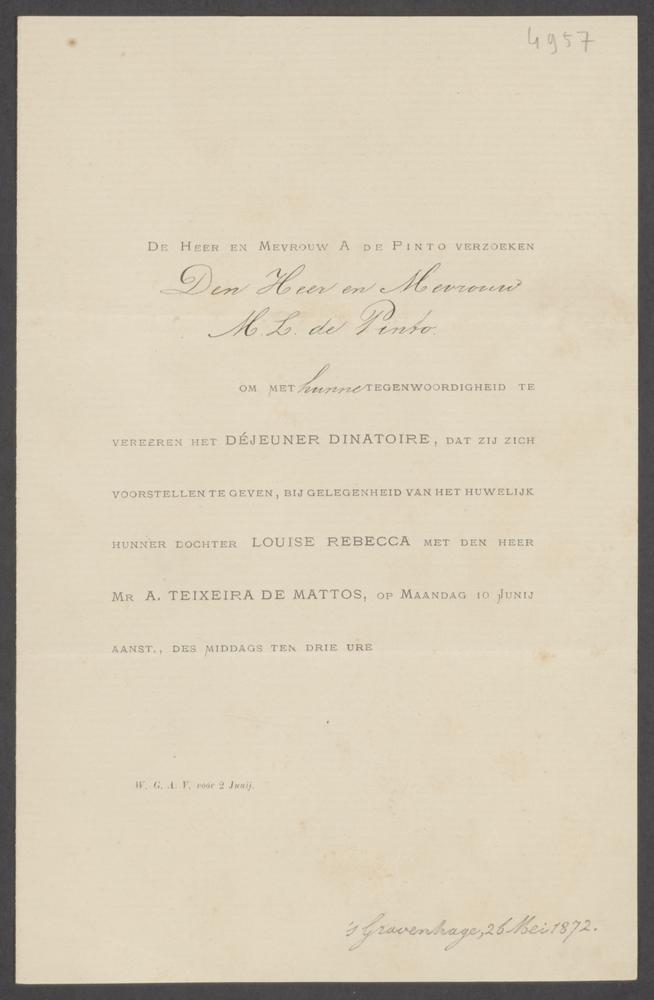 4957
De Heer en Mevrouw A de Pinto verzoeken
Den Heer en Mevrouw
M. L. de Pinto.
om met hunne tegenwoordigheid te
vereeren het DÉJEUNER DINATOIRE, dat zij zich
voorstellen te geven, bij gelegenheid van het huwelijk
hunner dochter LOUISE REBECCA met den heer
Mr A. TEIXEIRA DE MATTOS, op Maandag 10 Junij
aanst., des middags ten drie ure
W. G. A. V. vóór 2 Junij.
's Gravenhage, 26 Mei 1872.